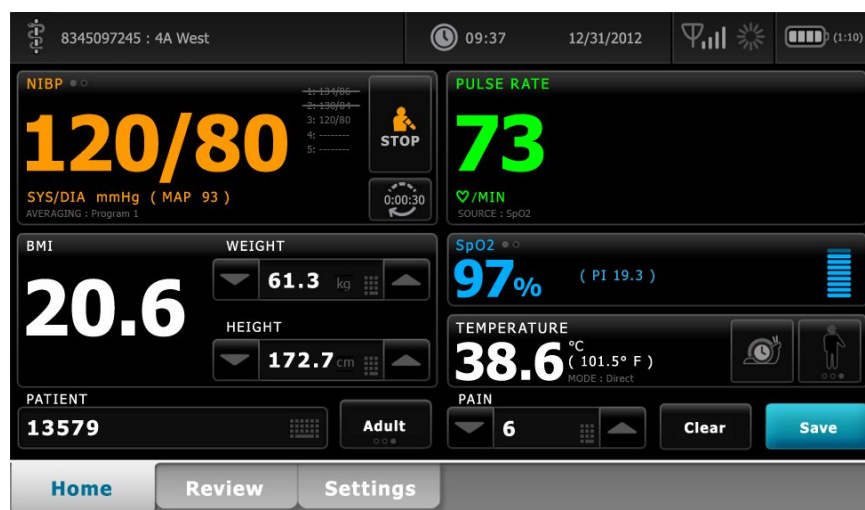 8345097245 : 4A West
09:37
12/31/2012
(1:10)
NIBP
1: 134/86
2: 130/84
3: 120/80
4: --------
5: --------
120/80
STOP
SYS/DIA mmHg ( MAP 93 )
AVERAGING : Program 1
0:00:30
PULSE RATE
73
/MIN
SOURCE : SpO2
BMI
20.6
WEIGHT
61.3 kg
HEIGHT
172.7 cm
SpO2
97%
( PI 19.3 )
TEMPERATURE
38.6 °C
( 101.5° F )
MODE : Direct
PATIENT
13579
Adult
PAIN
6
Clear
Save
Home
Review
Settings